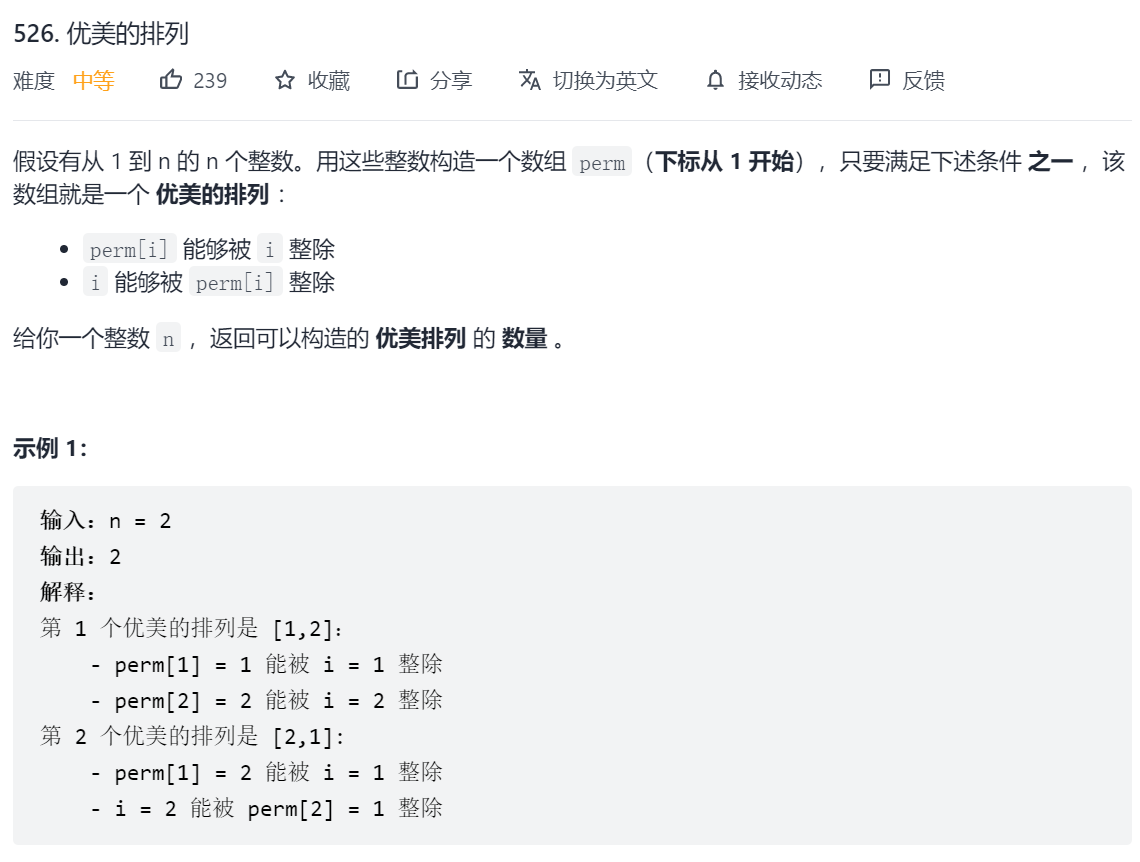 526. 优美的排列
难度 中等 239 收藏 分享 切换为英文 接收动态 反馈
假设有从 1 到 n 的 n 个整数。用这些整数构造一个数组 perm（下标从 1 开始），只要满足下述条件 之一 ，该
数组就是一个 优美的排列 ：
• perm[i] 能够被 i 整除
• i 能够被 perm[i] 整除
给你一个整数 n ，返回可以构造的 优美排列 的 数量 。
示例 1：
输入：n = 2
输出：2
解释：
第 1 个优美的排列是 [1,2]：
- perm[1] = 1 能被 i = 1 整除
- perm[2] = 2 能被 i = 2 整除
第 2 个优美的排列是 [2,1]:
- perm[1] = 2 能被 i = 1 整除
- i = 2 能被 perm[2] = 1 整除